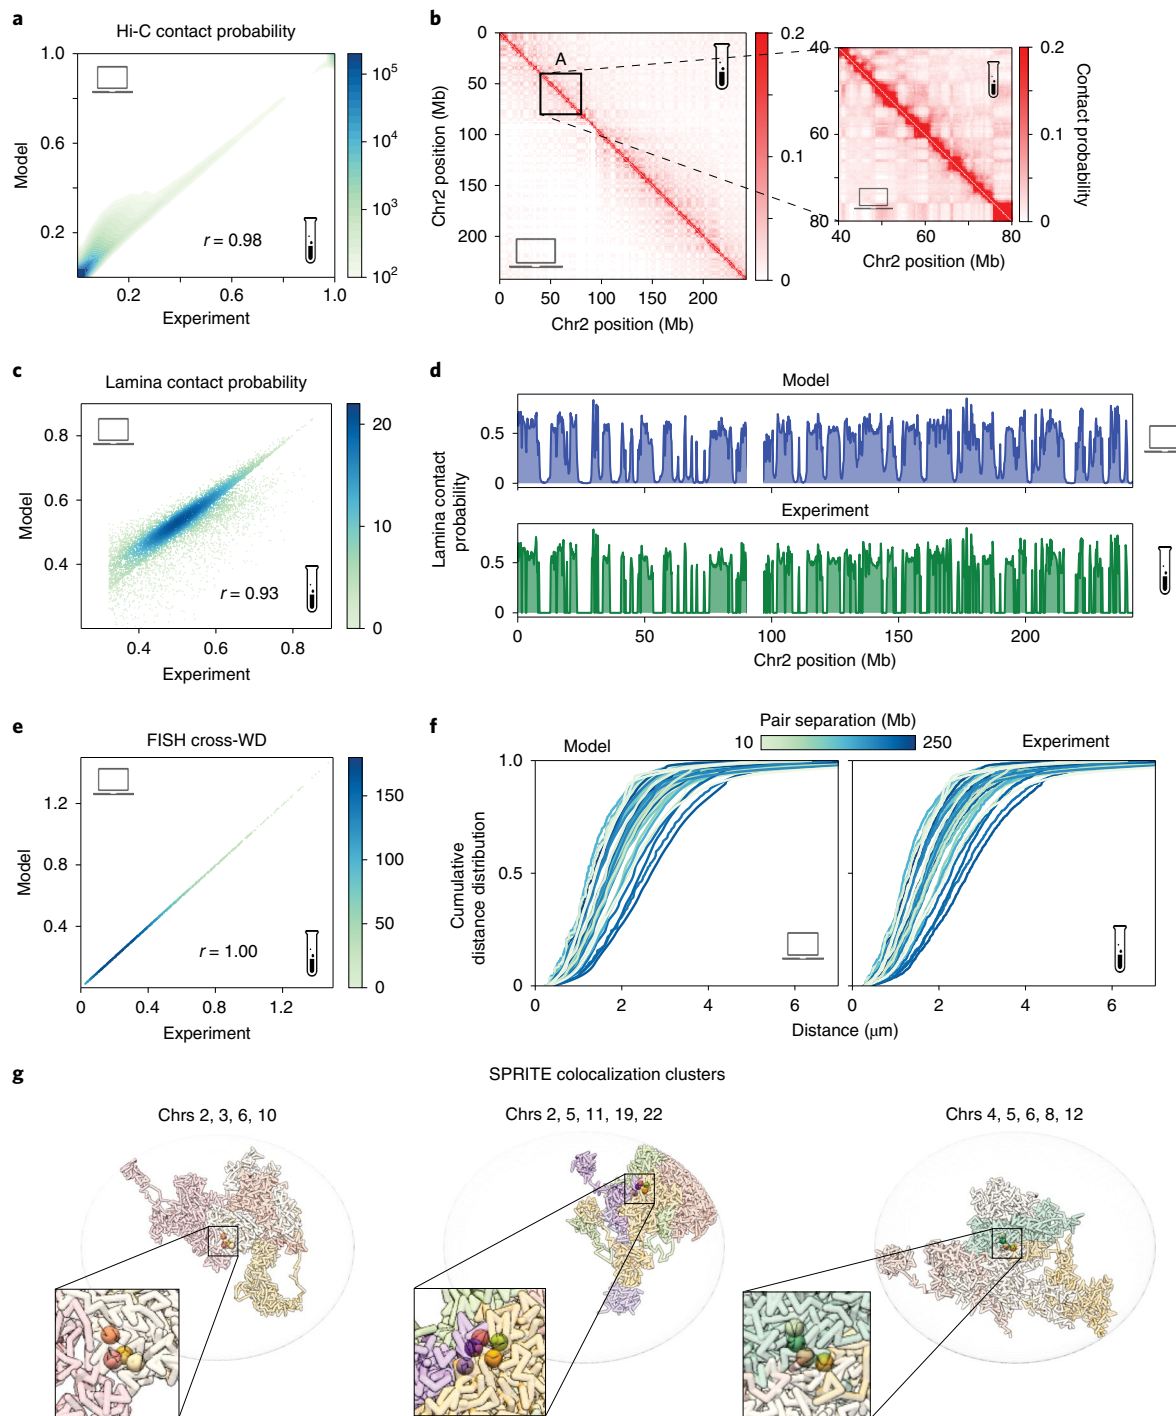 a
Hi-C contact probability
1.0
0.6
0.2
Model
r = 0.98
0.2
0.6
1.0
Experiment
10^5
10^4
10^3
10^2
b
0
50
100
150
200
Chr2 position (Mb)
A
0 50 100 150 200
Chr2 position (Mb)
0.2
0.1
0
40
60
80
40 60 80
Chr2 position (Mb)
0.2
0.1
0
Contact probability
c
Lamina contact probability
0.8
0.6
0.4
Model
r = 0.93
0.4 0.6 0.8
Experiment
20
10
0
d
Model
0.5
0
50 100 150 200
Lamina contact
probability
Experiment
0.5
0
0 50 100 150 200
Chr2 position (Mb)
e
FISH cross-WD
1.2
0.8
0.4
Model
r = 1.00
0 0.4 0.8 1.2
Experiment
150
100
50
0
f
Pair separation (Mb)
10 250
Model
Experiment
1.0
0.5
0
Cumulative
distance distribution
0 2 4 6
0 2 4 6
Distance (μm)
g
SPRITE colocalization clusters
Chrs 2, 3, 6, 10
Chrs 2, 5, 11, 19, 22
Chrs 4, 5, 6, 8, 12